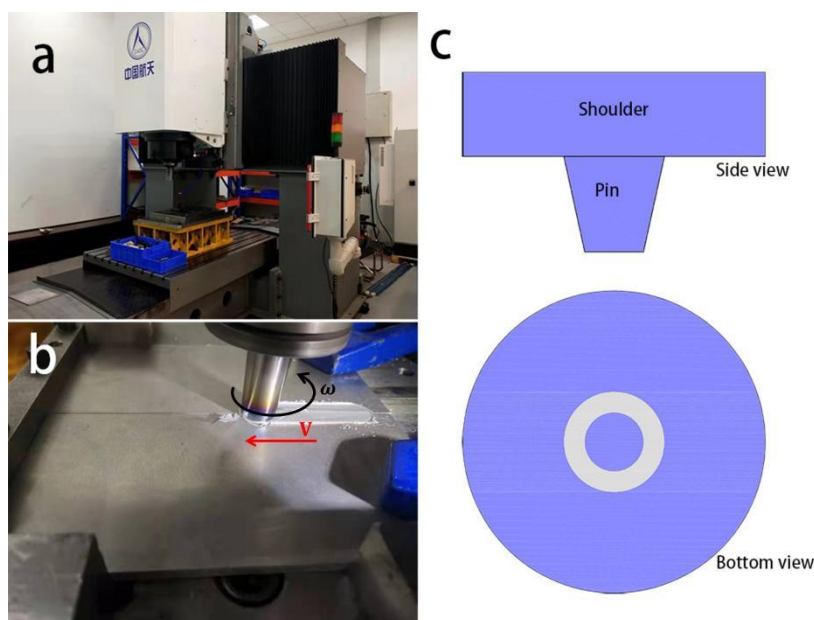 a
中国航天
b
ω
V
C
Shoulder
Side view
Pin
Bottom view